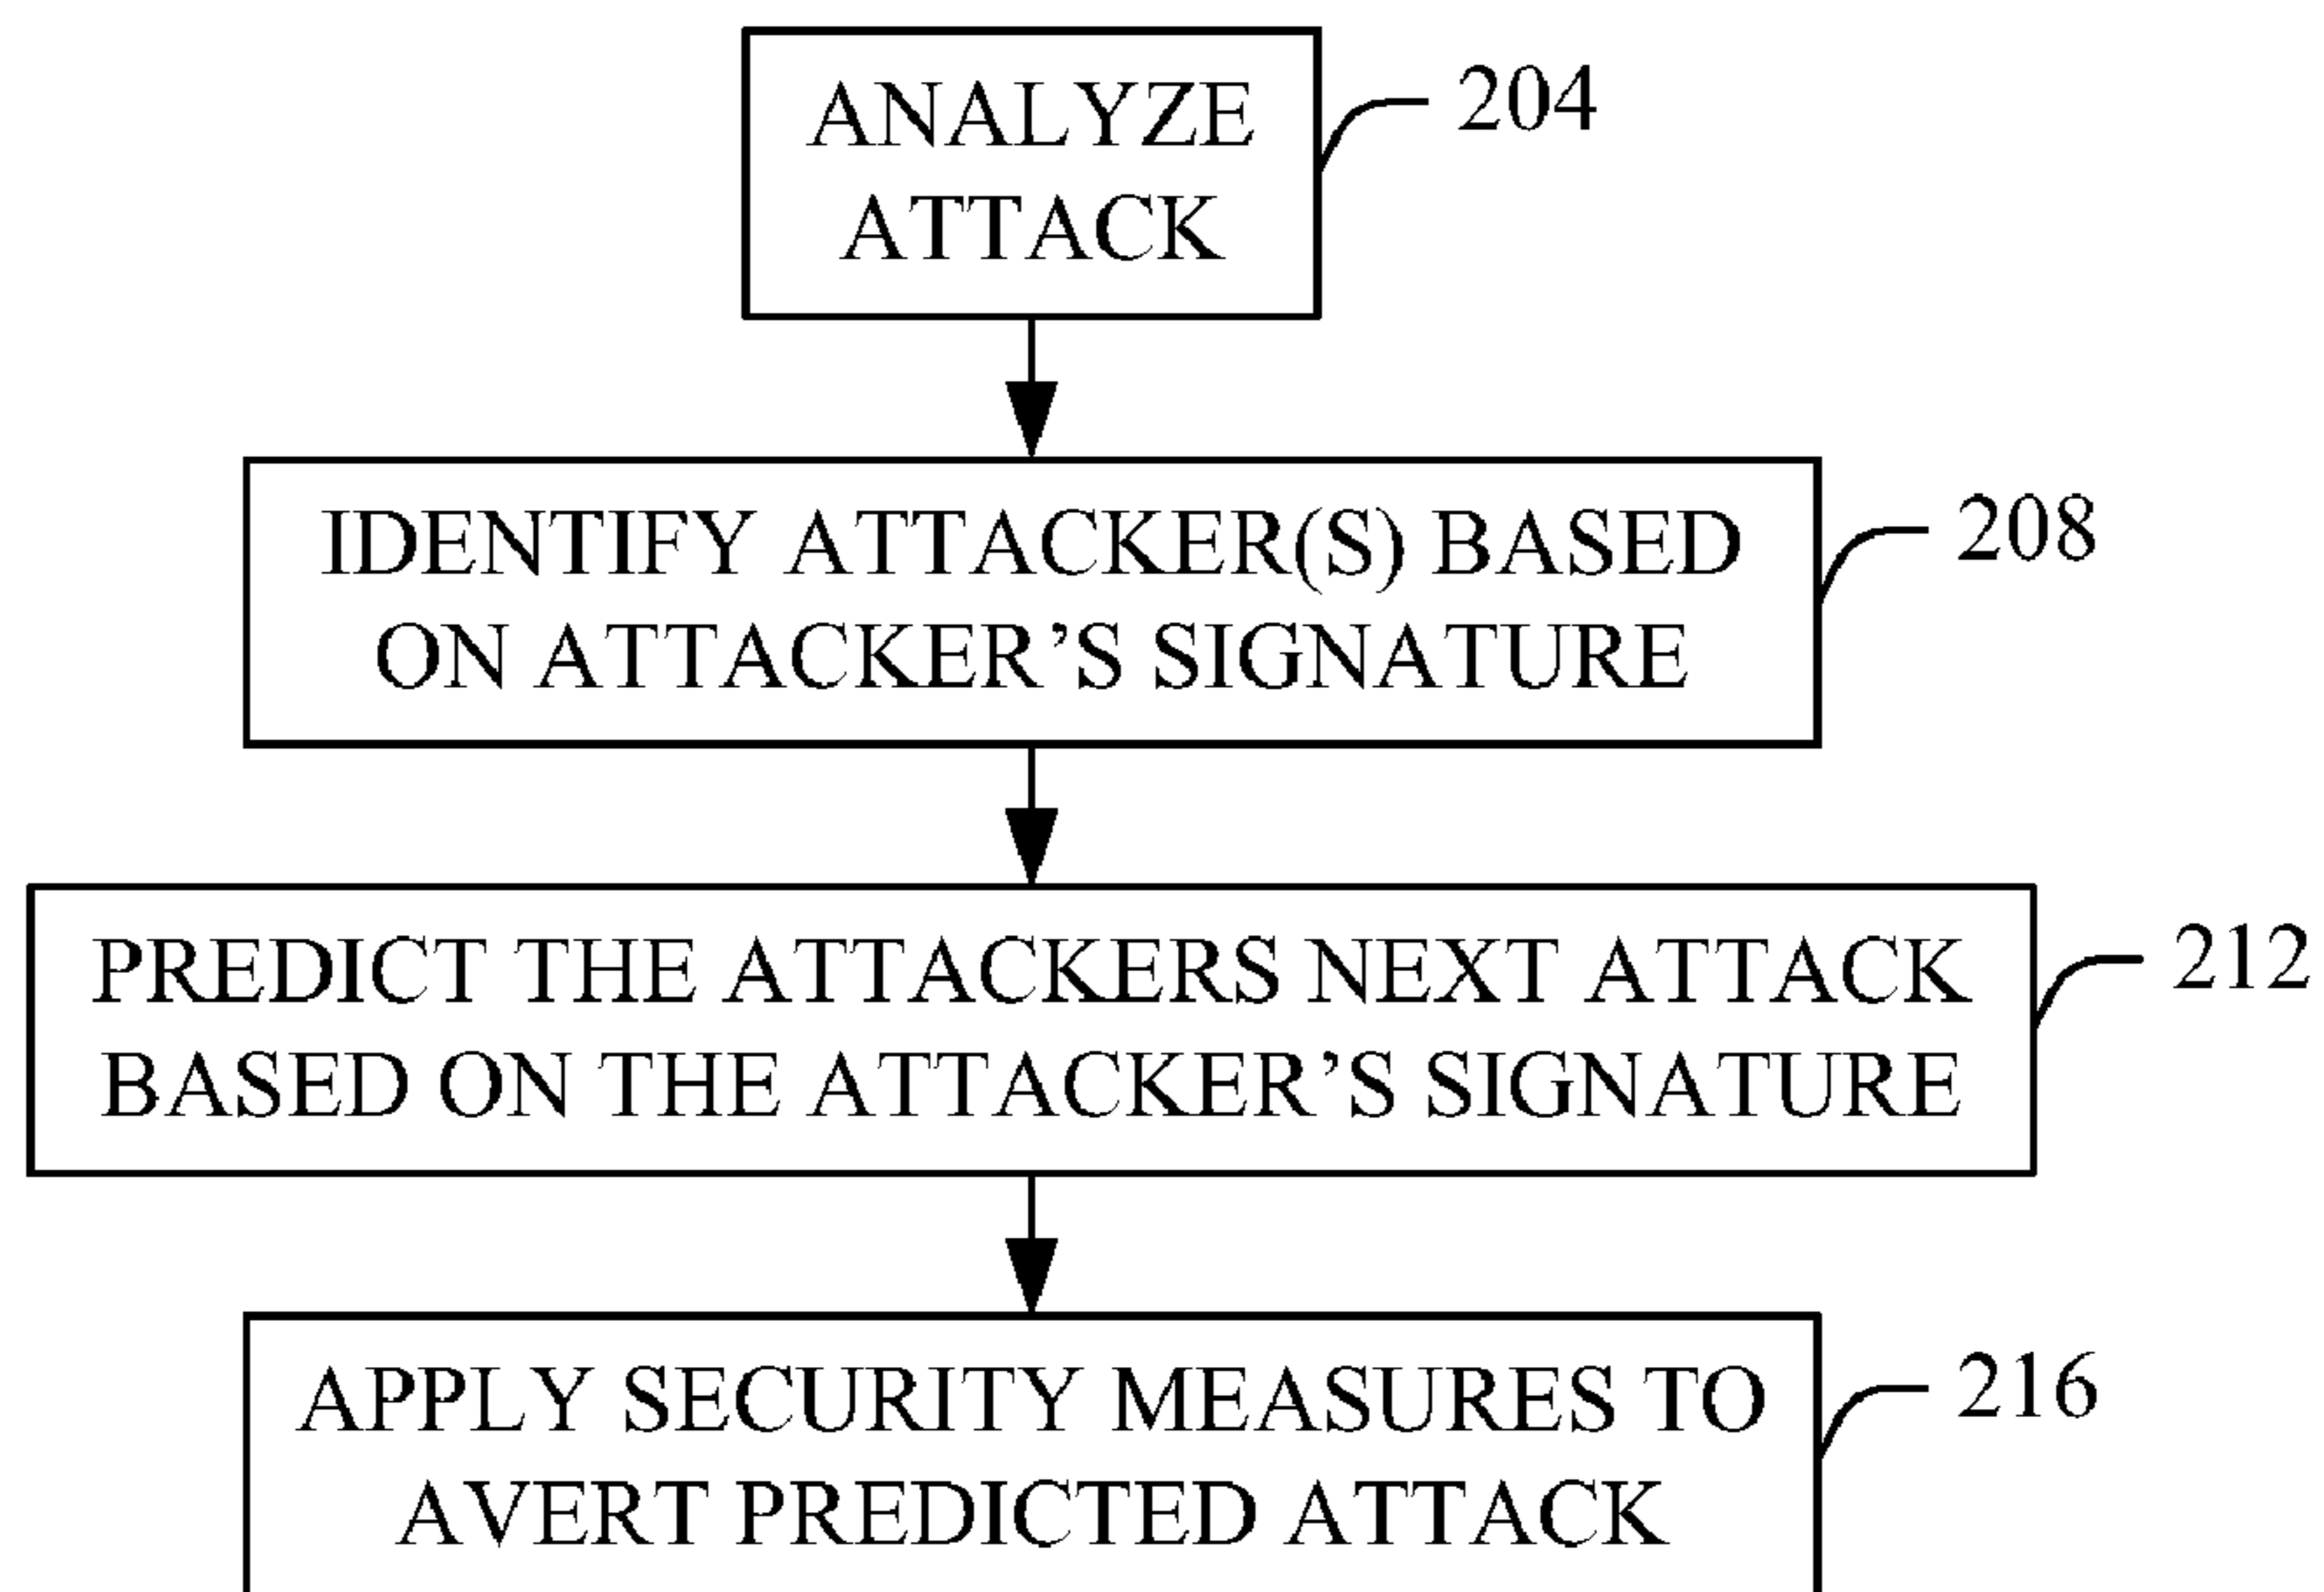 ANALYZE
ATTACK
204
IDENTIFY ATTACKER(S) BASED
ON ATTACKER’S SIGNATURE
208
PREDICT THE ATTACKERS NEXT ATTACK
BASED ON THE ATTACKER’S SIGNATURE
212
APPLY SECURITY MEASURES TO
AVERT PREDICTED ATTACK
216